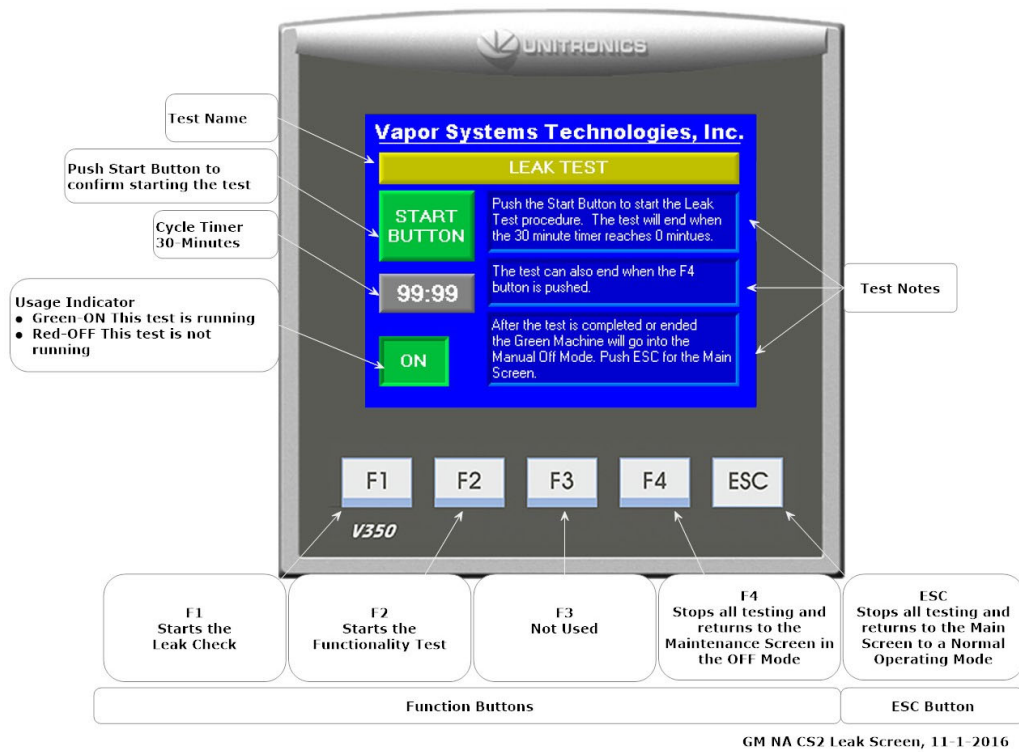 UNITRONICS
Test Name
Push Start Button to
confirm starting the test
Cycle Timer
30-Minutes
Usage Indicator
● Green-ON This test is running
● Red-OFF This test is not
running
Vapor Systems Technologies, Inc.
LEAK TEST
START
BUTTON
Push the Start Button to start the Leak
Test procedure. The test will end when
the 30 minute timer reaches 0 mintues.
99:99
The test can also end when the F4
button is pushed.
ON
After the test is completed or ended
the Green Machine will go into the
Manual Off Mode. Push ESC for the Main
Screen.
Test Notes
F1
F2
F3
F4
ESC
V350
F1
Starts the
Leak Check
F2
Starts the
Functionality Test
F3
Not Used
F4
Stops all testing and
returns to the
Maintenance Screen in
the OFF Mode
ESC
Stops all testing and
returns to the Main
Screen to a Normal
Operating Mode
Function Buttons
ESC Button
GM NA CS2 Leak Screen, 11-1-2016